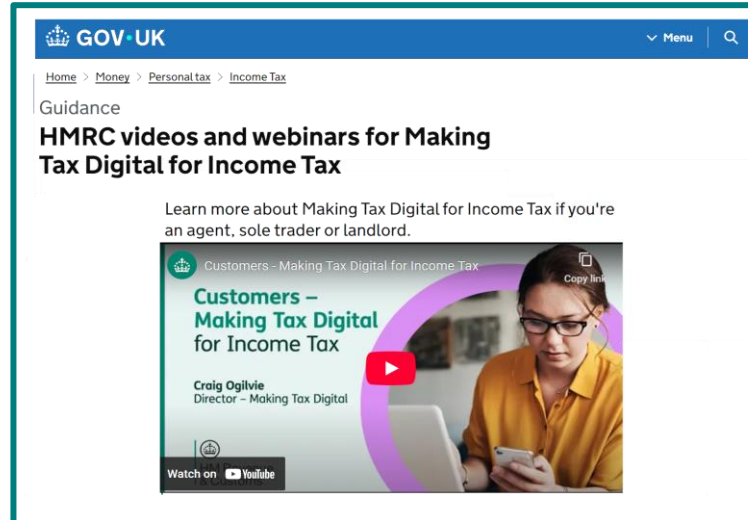 GOV·UK
Menu
Home > Money > Personal tax > Income Tax
Guidance
HMRC videos and webinars for Making
Tax Digital for Income Tax
Learn more about Making Tax Digital for Income Tax if you're
an agent, sole trader or landlord.
Customers - Making Tax Digital for Income Tax
Copy link
Customers –
Making Tax Digital
for Income Tax
Craig Ogilvie
Director – Making Tax Digital
Watch on YouTube
& Customs